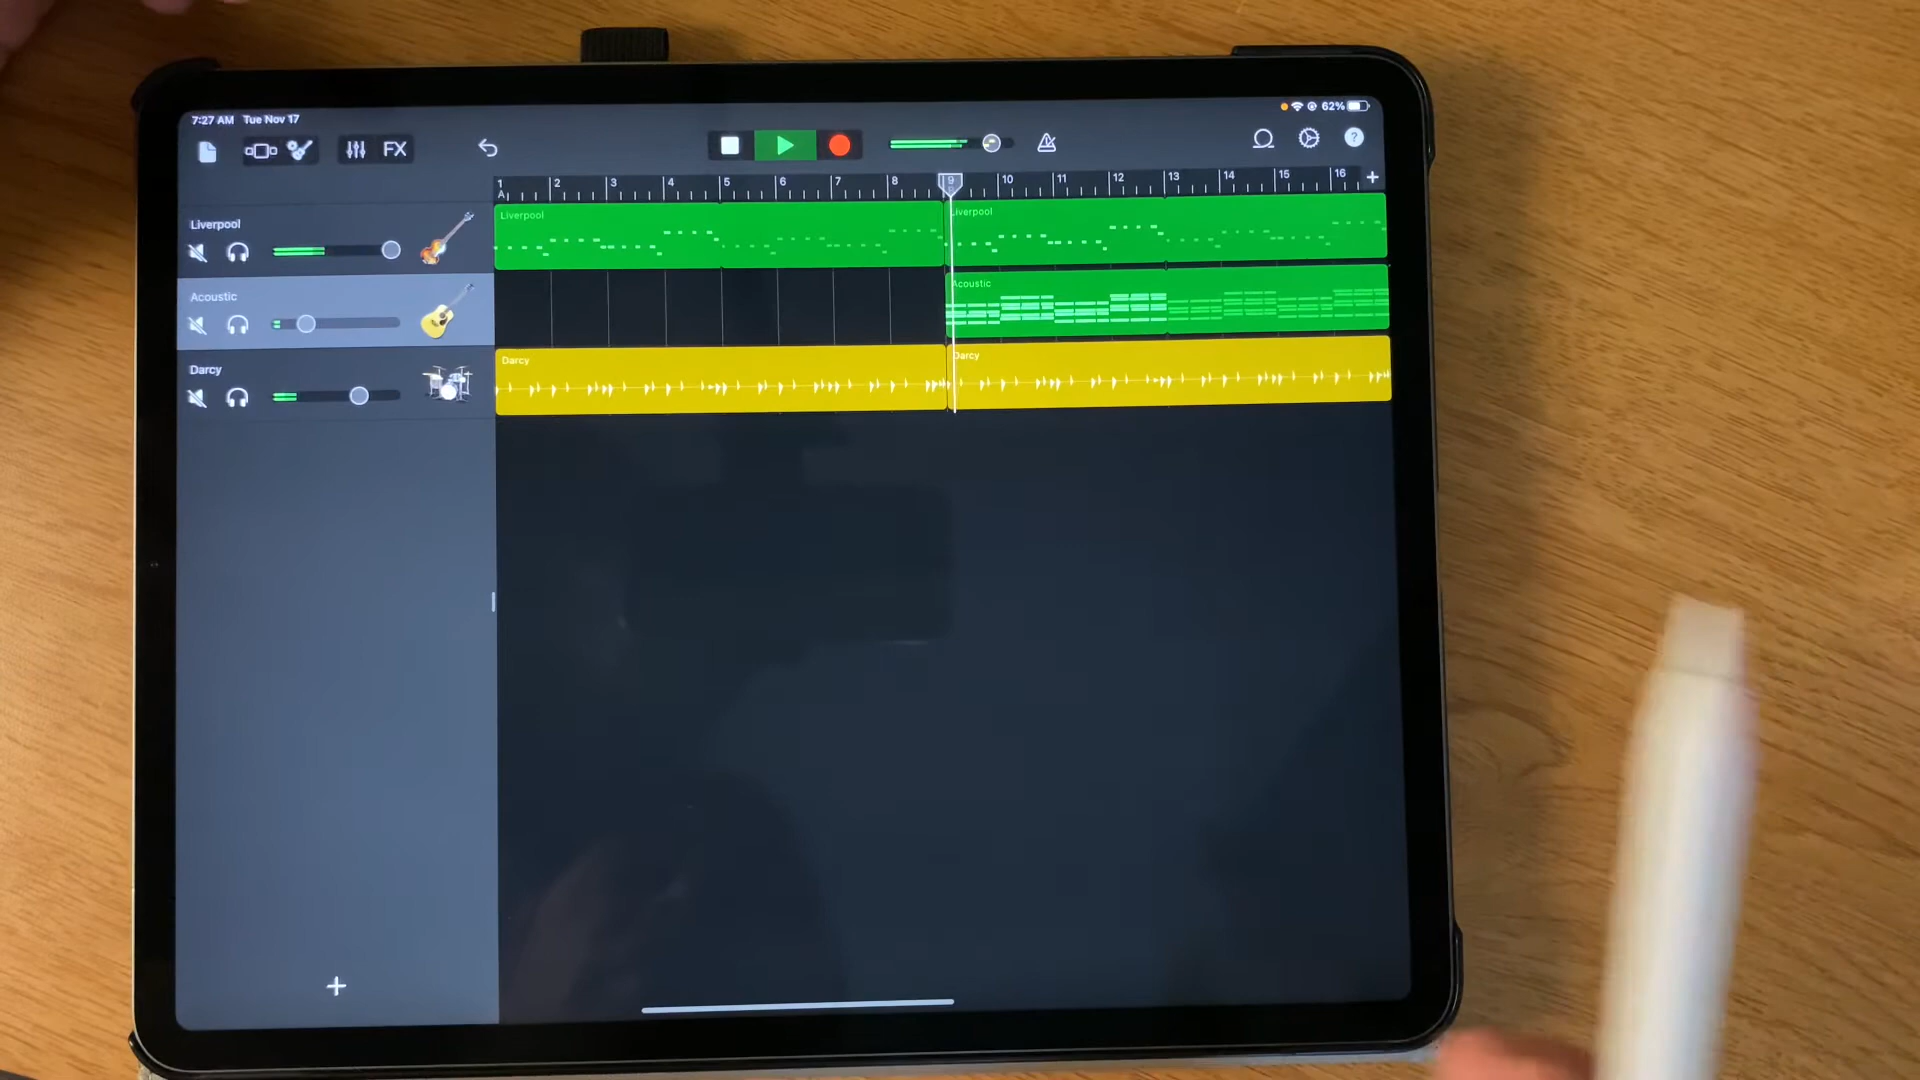 7:27 AM Tue Nov 17
62%
FX
?
1 2 3 4 5 6 7 8 9 10 11 12 13 14 15 16
A
Liverpool
Liverpool
Liverpool
Acoustic
Acoustic
Darcy
Darcy
Darcy